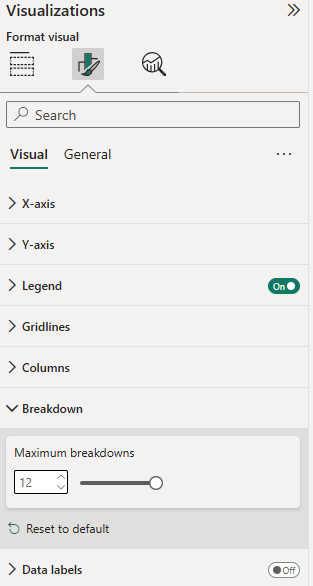 Visualizations
Format visual
Search
Visual General
X-axis
Y-axis
Legend On
Gridlines
Columns
Breakdown
Maximum breakdowns
12
Reset to default
Data labels Off